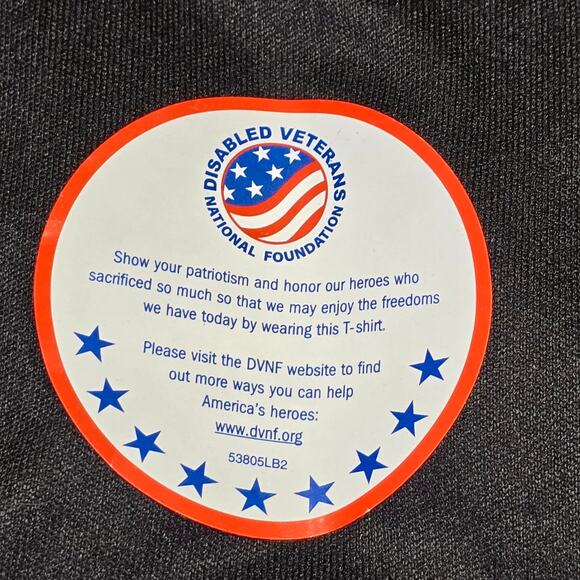 DISABLED VETERANS
NATIONAL FOUNDATION
Show your patriotism and honor our heroes who
sacrificed so much so that we may enjoy the freedoms
we have today by wearing this T-shirt.
Please visit the DVNF website to find
out more ways you can help
America's heroes:
www.dvnf.org
53805LB2